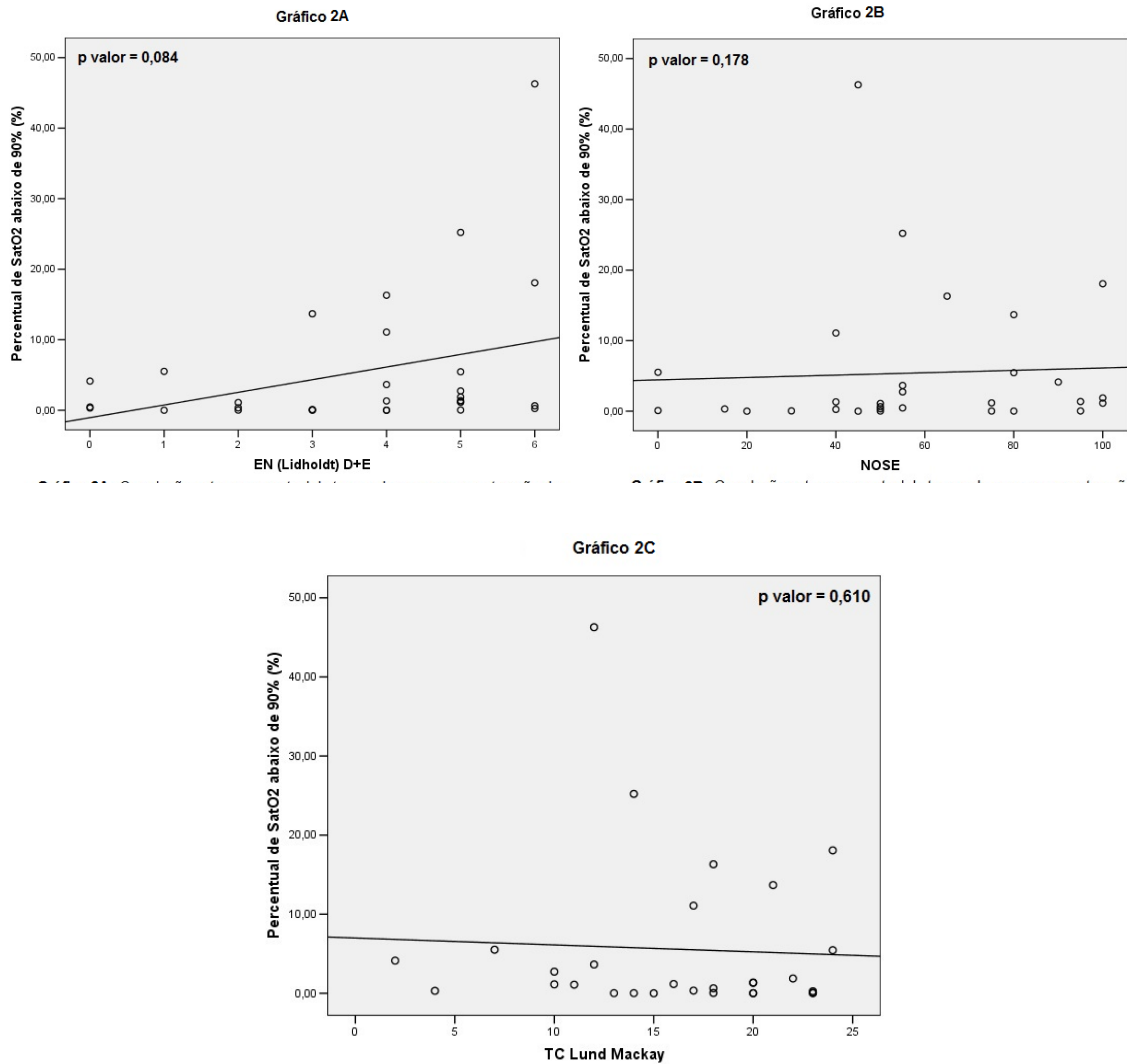 Gráfico 2A
p valor = 0,084
Percentual de SatO2 abaixo de 90% (%)
50,00
40,00
30,00
20,00
10,00
0,00
0 1 2 3 4 5 6
EN (Lidholdt) D+E
Gráfico 2B
p valor = 0,178
Percentual de SatO2 abaixo de 90% (%)
50,00
40,00
30,00
20,00
10,00
0,00
0 20 40 60 80 100
NOSE
Gráfico 2C
p valor = 0,610
Percentual de SatO2 abaixo de 90% (%)
50,00
40,00
30,00
20,00
10,00
0,00
0 5 10 15 20 25
TC Lund Mackay